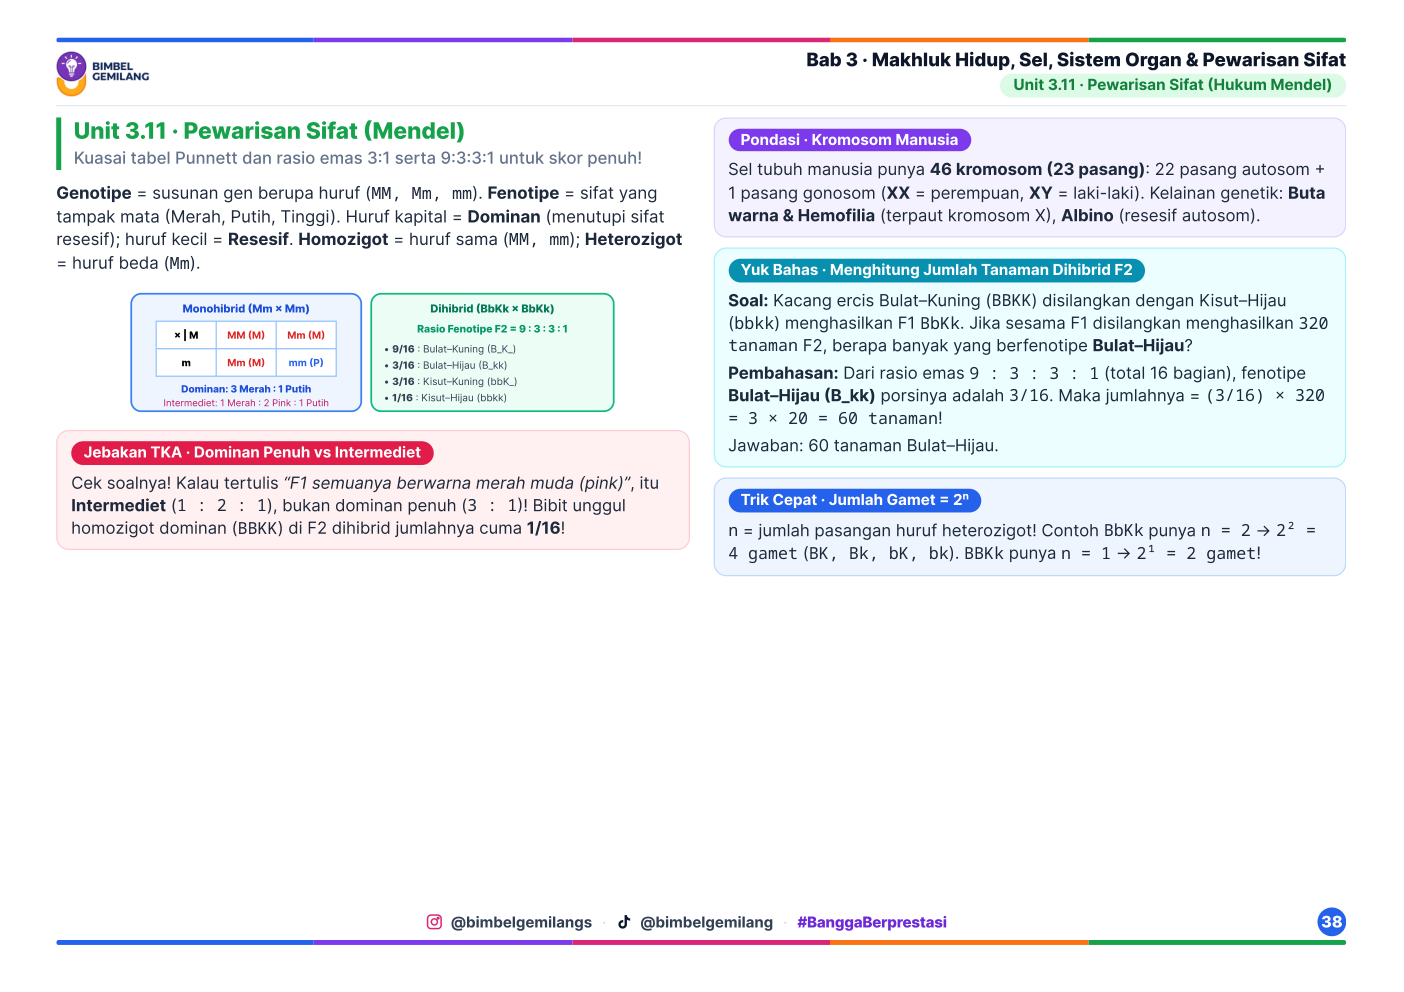 BIMBEL
GEMILANG
Bab 3 · Makhluk Hidup, Sel, Sistem Organ & Pewarisan Sifat
Unit 3.11 · Pewarisan Sifat (Hukum Mendel)
Unit 3.11 · Pewarisan Sifat (Mendel)
Kuasai tabel Punnett dan rasio emas 3:1 serta 9:3:3:1 untuk skor penuh!
Genotipe = susunan gen berupa huruf (MM, Mm, mm). Fenotipe = sifat yang
tampak mata (Merah, Putih, Tinggi). Huruf kapital = Dominan (menutupi sifat
resesif); huruf kecil = Resesif. Homozigot = huruf sama (MM, mm); Heterozigot
= huruf beda (Mm).
Monohibrid (Mm × Mm)
× | M MM (M) Mm (M)
m Mm (M) mm (P)
Dominan: 3 Merah : 1 Putih
Intermediet: 1 Merah : 2 Pink : 1 Putih
Dihibrid (BbKk × BbKk)
Rasio Fenotipe F2 = 9 : 3 : 3 : 1
• 9/16 : Bulat–Kuning (B_K_)
• 3/16 : Bulat–Hijau (B_kk)
• 3/16 : Kisut–Kuning (bbK_)
• 1/16 : Kisut–Hijau (bbkk)
Jebakan TKA · Dominan Penuh vs Intermediet
Cek soalnya! Kalau tertulis “F1 semuanya berwarna merah muda (pink)”, itu
Intermediet (1 : 2 : 1), bukan dominan penuh (3 : 1)! Bibit unggul
homozigot dominan (BBKK) di F2 dihibrid jumlahnya cuma 1/16!
Pondasi · Kromosom Manusia
Sel tubuh manusia punya 46 kromosom (23 pasang): 22 pasang autosom +
1 pasang gonosom (XX = perempuan, XY = laki-laki). Kelainan genetik: Buta
warna & Hemofilia (terpaut kromosom X), Albino (resesif autosom).
Yuk Bahas · Menghitung Jumlah Tanaman Dihibrid F2
Soal: Kacang ercis Bulat–Kuning (BBKK) disilangkan dengan Kisut–Hijau
(bbkk) menghasilkan F1 BbKk. Jika sesama F1 disilangkan menghasilkan 320
tanaman F2, berapa banyak yang berfenotipe Bulat–Hijau?
Pembahasan: Dari rasio emas 9 : 3 : 3 : 1 (total 16 bagian), fenotipe
Bulat–Hijau (B_kk) porsinya adalah 3/16. Maka jumlahnya = (3/16) × 320
= 3 × 20 = 60 tanaman!
Jawaban: 60 tanaman Bulat–Hijau.
Trik Cepat · Jumlah Gamet = 2ⁿ
n = jumlah pasangan huruf heterozigot! Contoh BbKk punya n = 2 → 2² =
4 gamet (BK, Bk, bK, bk). BBKk punya n = 1 → 2¹ = 2 gamet!
@bimbelgemilangs · @bimbelgemilang · #BanggaBerprestasi
38